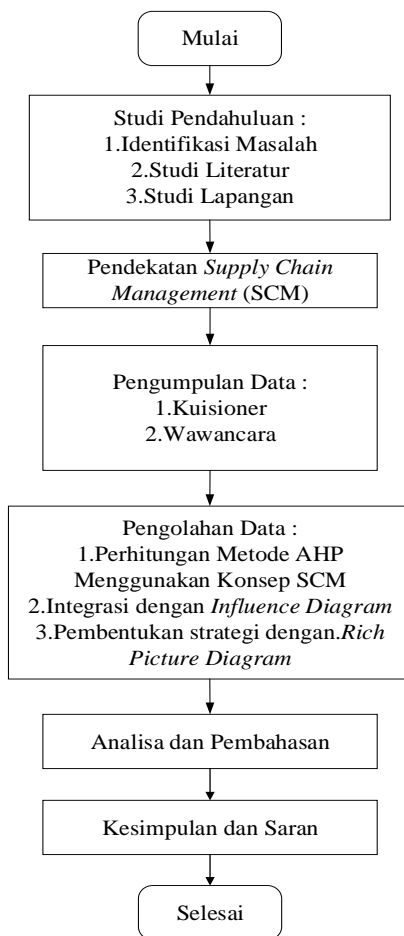 Mulai
Studi Pendahuluan :
1.Identifikasi Masalah
2.Studi Literatur
3.Studi Lapangan
Pendekatan Supply Chain
Management (SCM)
Pengumpulan Data :
1.Kuisioner
2.Wawancara
Pengolahan Data :
1.Perhitungan Metode AHP
Menggunakan Konsep SCM
2.Integrasi dengan Influence Diagram
3.Pembentukan strategi dengan.Rich
Picture Diagram
Analisa dan Pembahasan
Kesimpulan dan Saran
Selesai